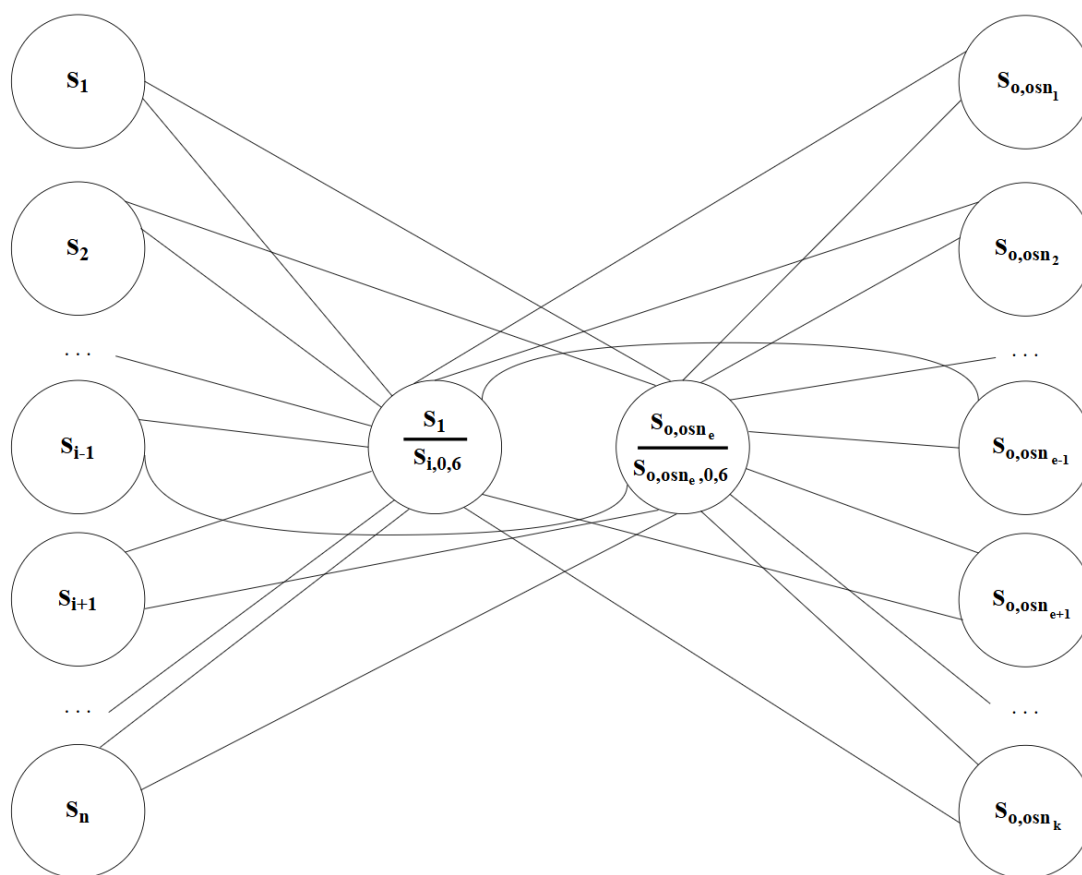 S1
S2
. . .
Si-1
Si+1
. . .
Sn
S1
Si,0,6
So,osne
So,osne,0,6
So,osn1
So,osn2
. . .
So,osne-1
So,osne+1
. . .
So,osnk